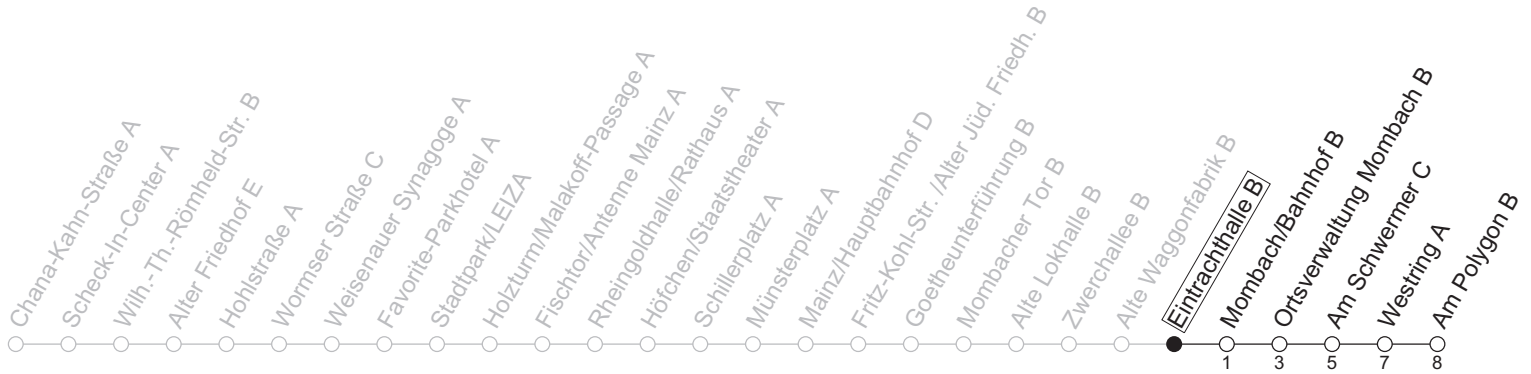 Chana-Kahn-Straße A
Scheck-In-Center A
Wilh.-Th.-Römheld-Str. B
Alter Friedhof E
Hohlstraße A
Wormser Straße C
Weisenauer Synagoge A
Favorite-Parkhotel A
Stadtpark/LEIZA
Holzturm/Malakoff-Passage A
Fischtor/Antenne Mainz A
Rheingoldhalle/Rathaus A
Höfchen/Staatstheater A
Schillerplatz A
Münsterplatz A
Mainz/Hauptbahnhof D
Fritz-Kohl-Str. /Alter Jüd. Friedh. B
Goetheunterführung B
Mombacher Tor B
Alte Lokhalle B
Zwerchallee B
Alte Waggonfabrik B
Eintrachthalle B
Mombach/Bahnhof B
Ortsverwaltung Mombach B
Am Schwermer C
Westring A
Am Polygon B
1 3 5 7 8